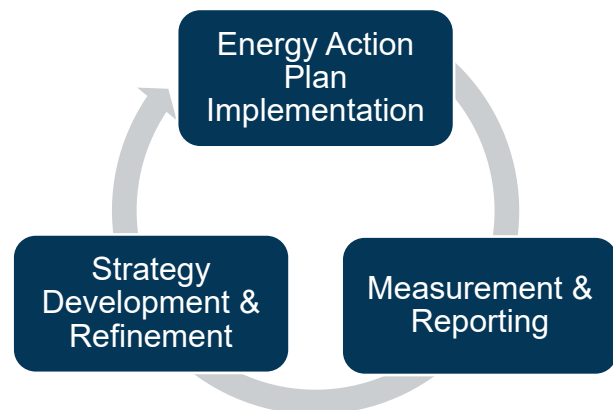 Energy Action
Plan
Implementation
Measurement &
Reporting
Strategy
Development &
Refinement